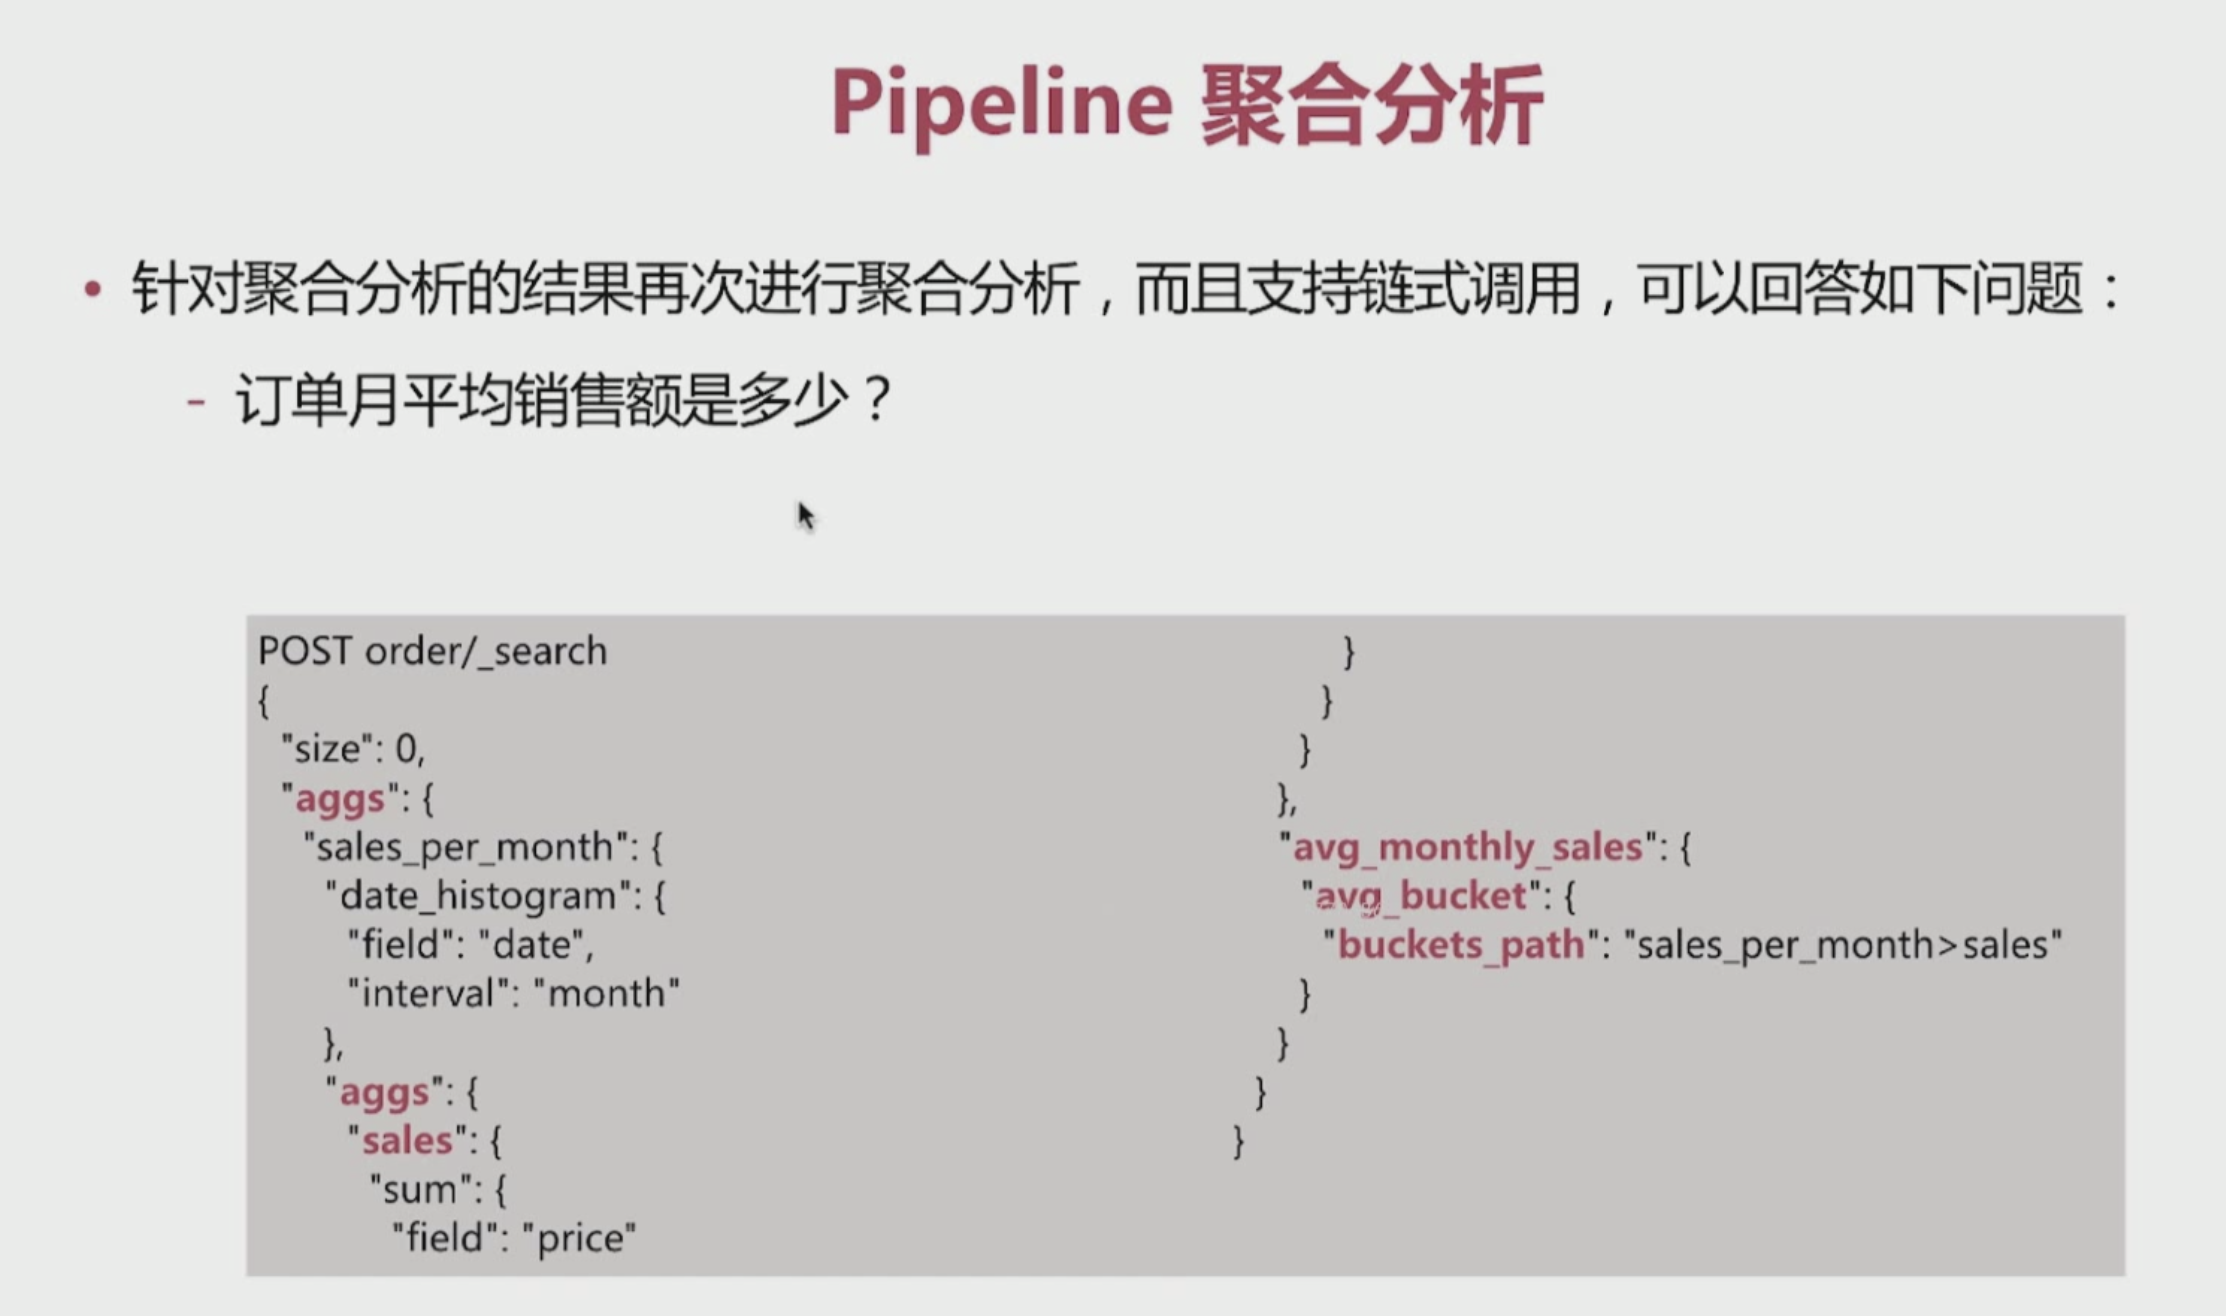 Pipeline 聚合分析
• 针对聚合分析的结果再次进行聚合分析，而且支持链式调用，可以回答如下问题：
- 订单月平均销售额是多少？
POST order/_search
{
"size": 0,
"aggs": {
"sales_per_month": {
"date_histogram": {
"field": "date",
"interval": "month"
},
"aggs": {
"sales": {
"sum": {
"field": "price"
}
}
}
},
"avg_monthly_sales": {
"avg_bucket": {
"buckets_path": "sales_per_month>sales"
}
}
}
}